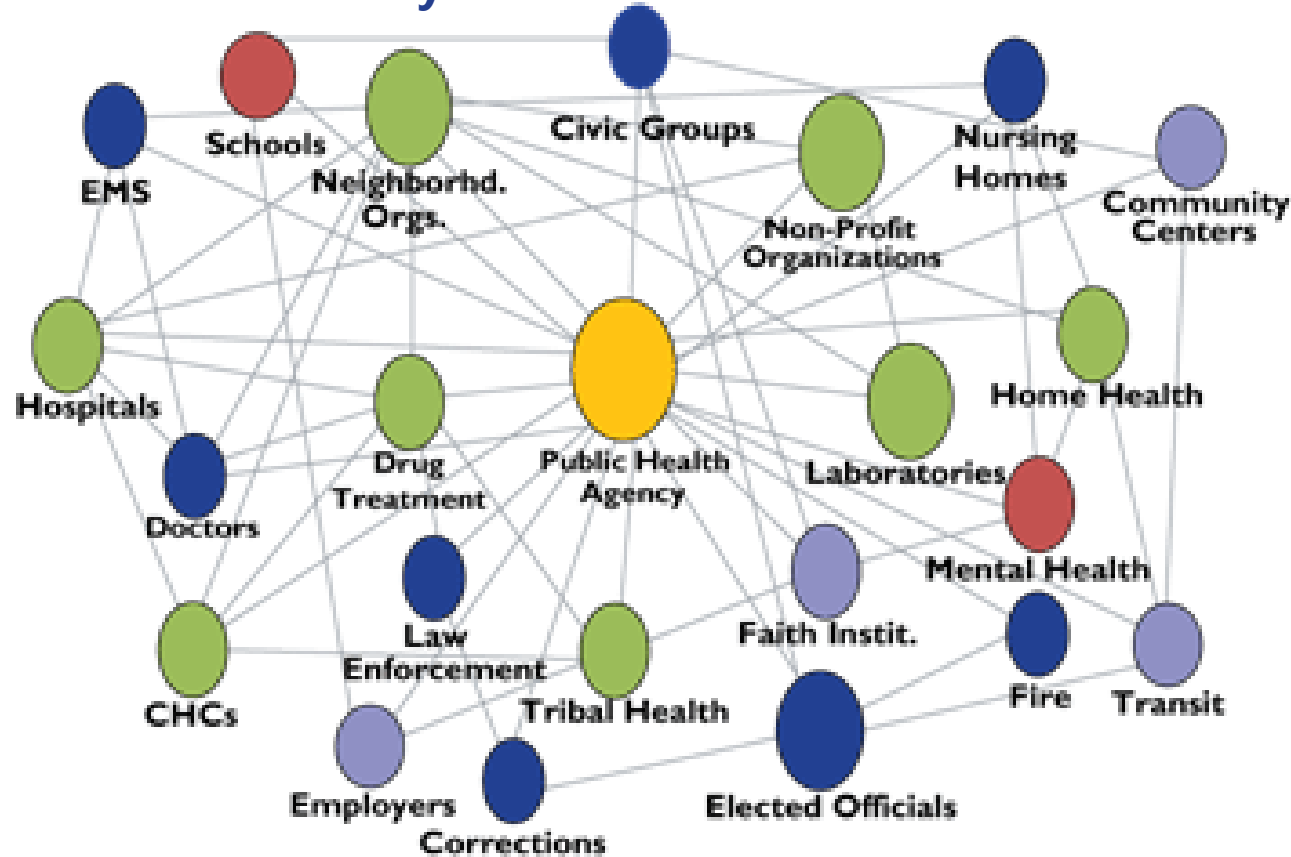 Schools
EMS
Neighborhd.
Orgs.
Civic Groups
Nursing
Homes
Non-Profit
Organizations
Community
Centers
Hospitals
Drug
Treatment
Public Health
Agency
Laboratories
Home Health
Doctors
Mental Health
Law
Enforcement
Faith Instit.
CHCs
Tribal Health
Fire
Transit
Employers
Corrections
Elected Officials